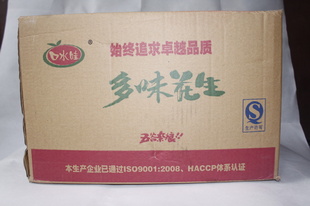 口水娃
®
始终追求卓越品质
多味花生
生产许可
本生产企业已通过ISO9001:2008、HACCP体系认证